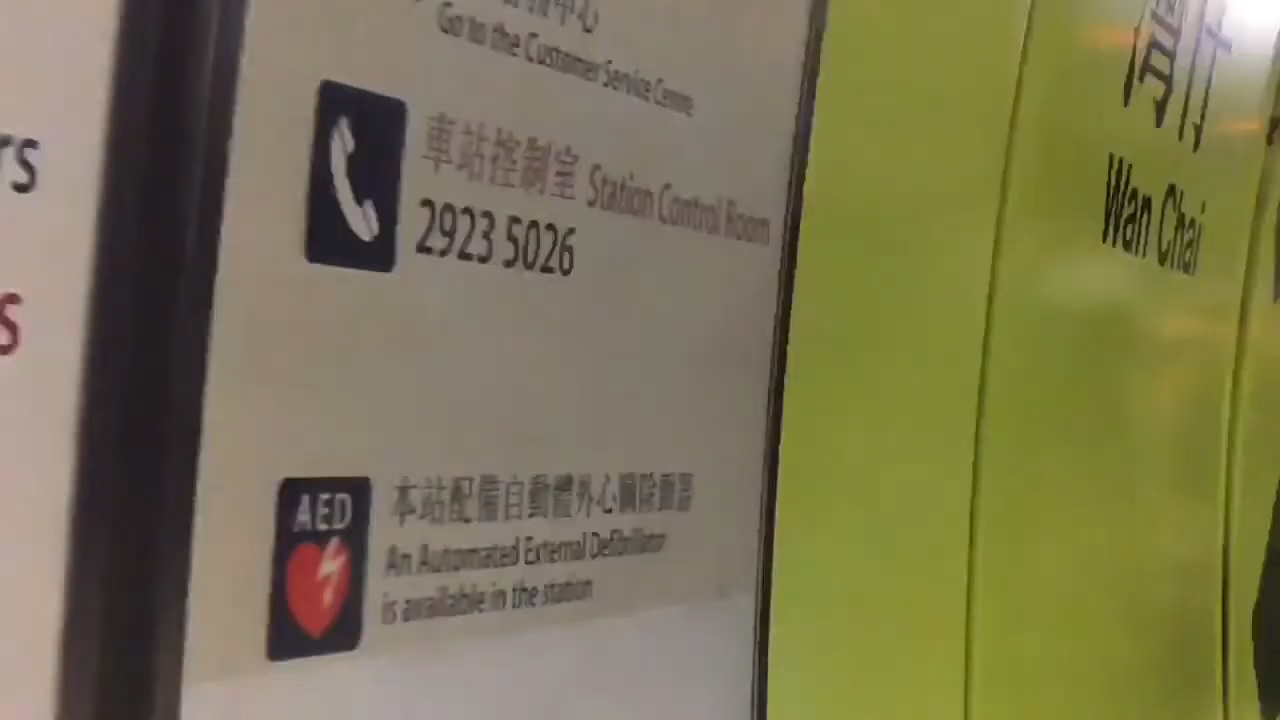 Go to the Customer Service Centre
車站控制室 Station Control Room
2923 5026
AED
本站配備自動體外心臟除顫器
An Automated External Defibrillator
is available in the station
Wan Chai
rs
s